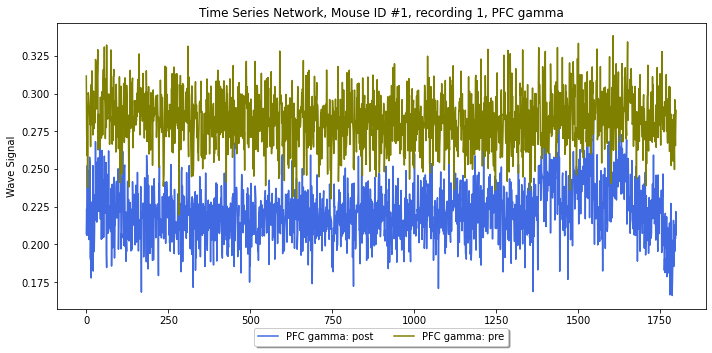 Time Series Network, Mouse ID #1, recording 1, PFC gamma
Wave Signal
0.325
0.300
0.275
0.250
0.225
0.200
0.175
0 250 500 750 1000 1250 1500 1750
PFC gamma: post PFC gamma: pre